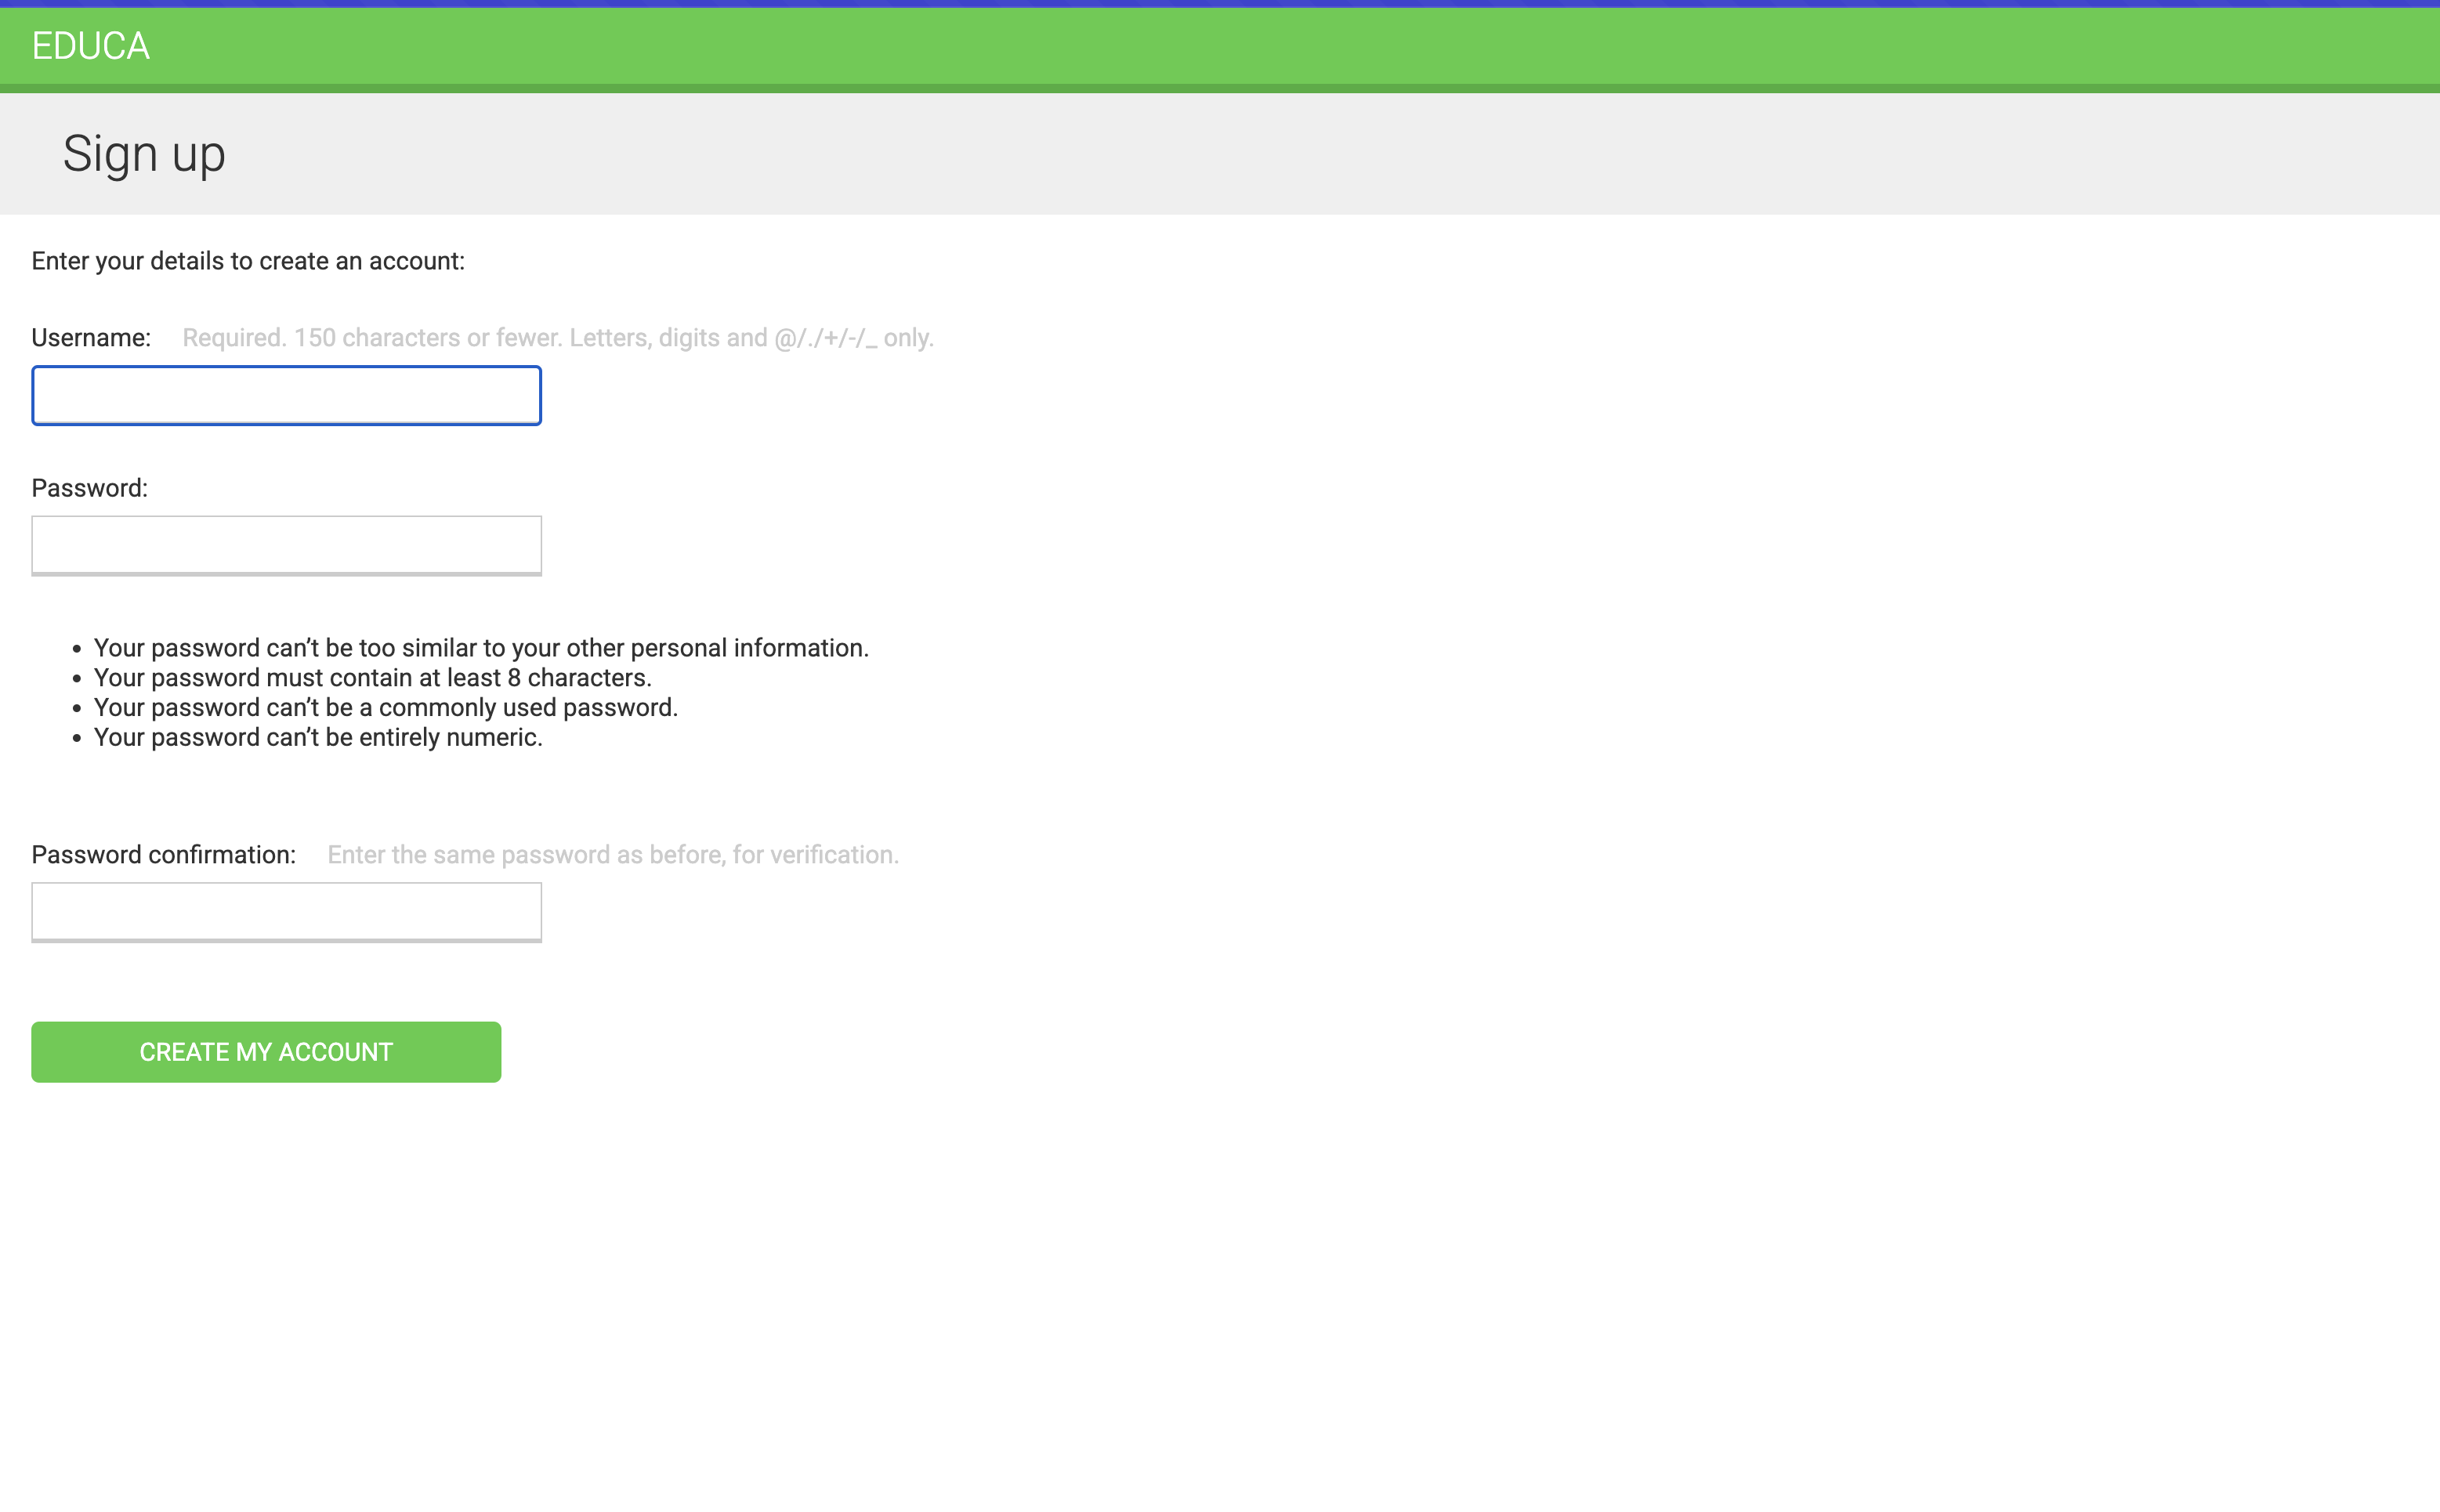 EDUCA
Sign up
Enter your details to create an account:
Username: Required. 150 characters or fewer. Letters, digits and @/./+/-/_ only.
Password:
• Your password can’t be too similar to your other personal information.
• Your password must contain at least 8 characters.
• Your password can’t be a commonly used password.
• Your password can’t be entirely numeric.
Password confirmation: Enter the same password as before, for verification.
CREATE MY ACCOUNT